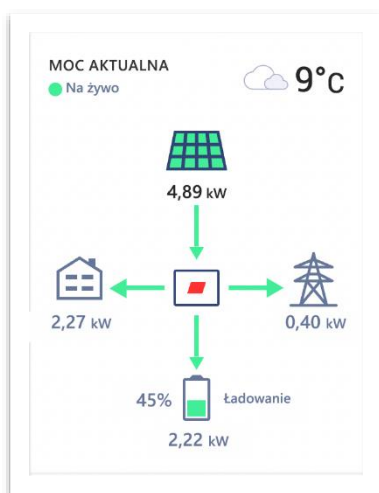 MOC AKTUALNA
Na żywo
9°C
4,89 kW
2,27 kW
0,40 kW
45%
Ładowanie
2,22 kW